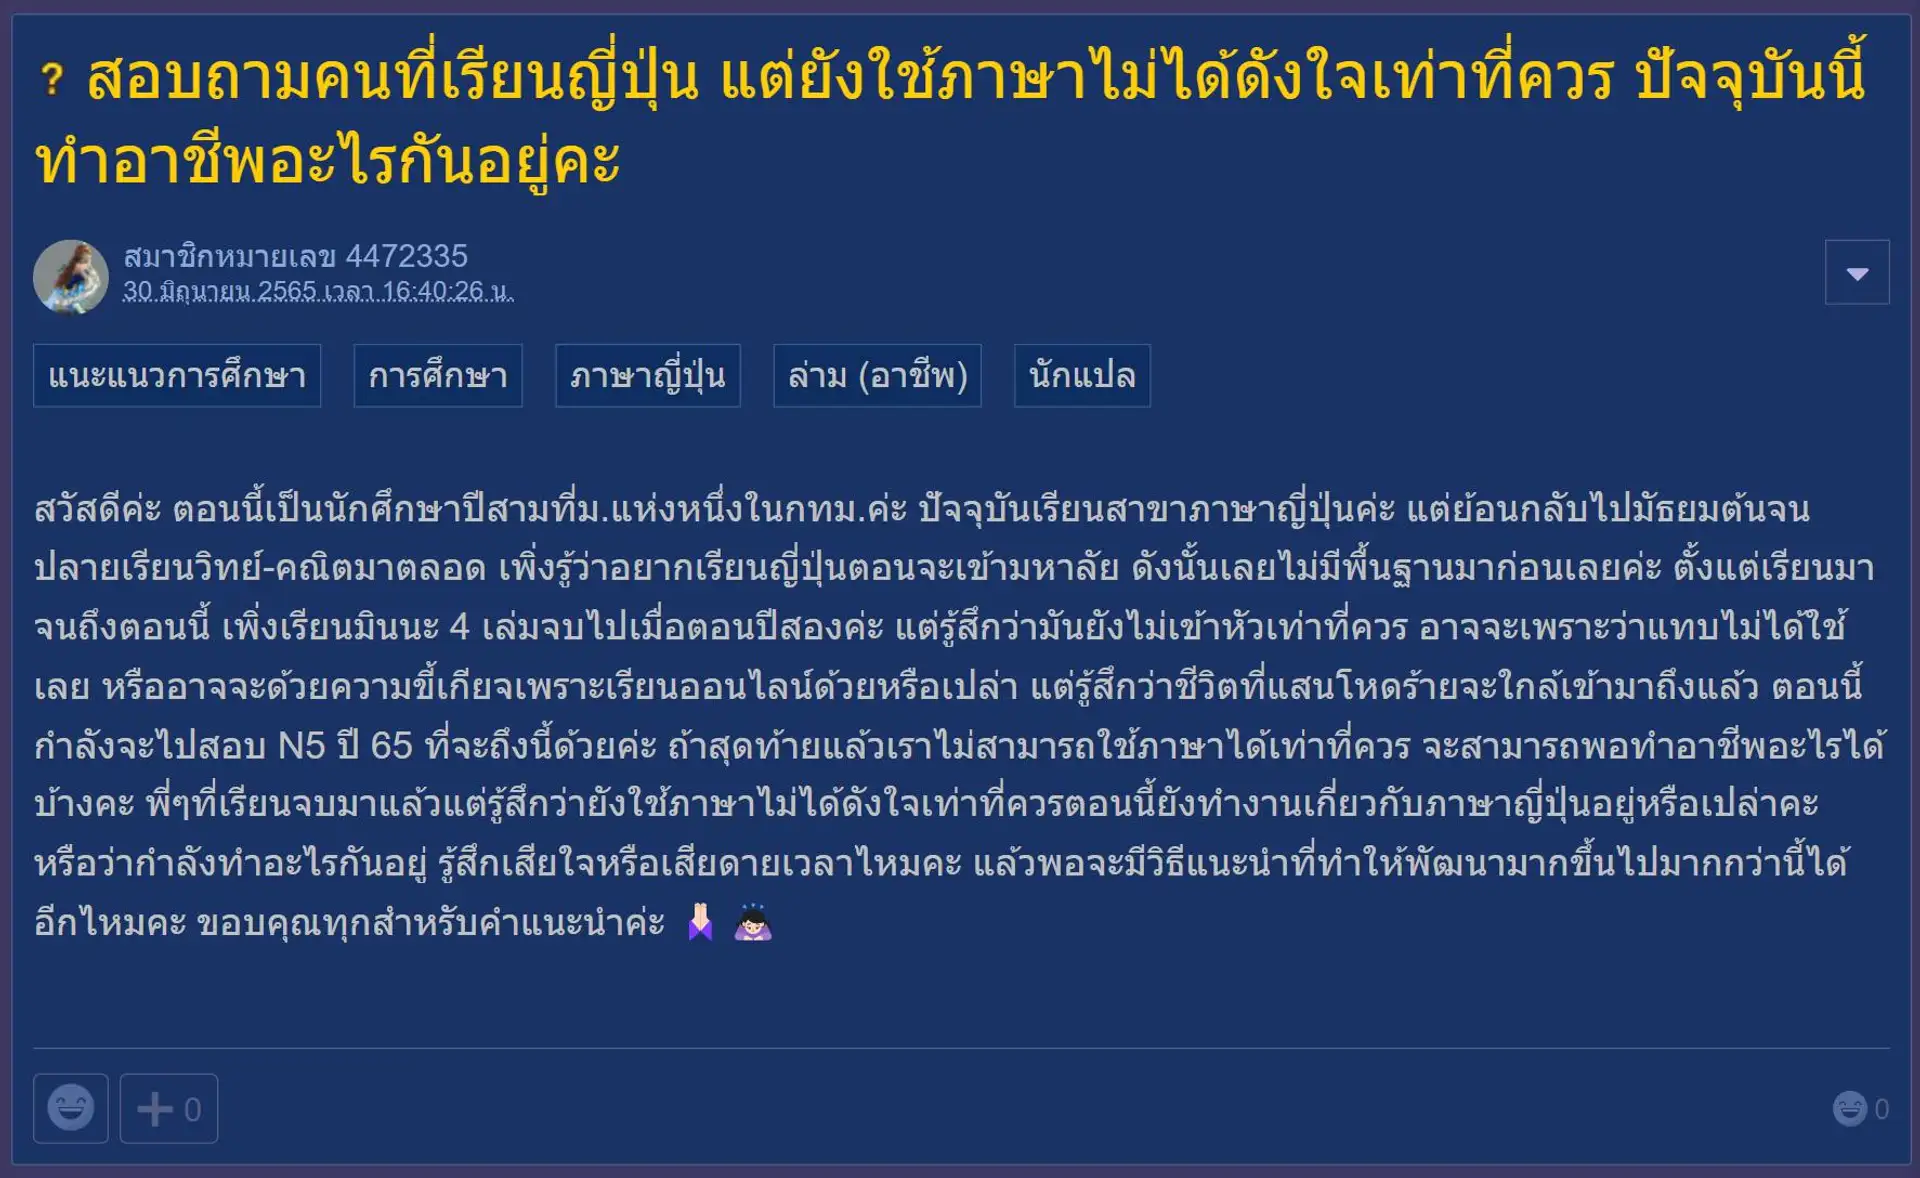 ? สอบถามคนที่เรียนญี่ปุ่น แต่ยังใช้ภาษาไม่ได้ดังใจเท่าที่ควร ปัจจุบันนี้
ทำอาชีพอะไรกันอยู่คะ
สมาชิกหมายเลข 4472335
30 มิถุนายน 2565 เวลา 16:40:26 น.
แนะแนวการศึกษา การศึกษา ภาษาญี่ปุ่น ล่าม (อาชีพ) นักแปล
สวัสดีค่ะ ตอนนี้เป็นนักศึกษาปีสามที่ม.แห่งหนึ่งในกทม.ค่ะ ปัจจุบันเรียนสาขาภาษาญี่ปุ่นค่ะ แต่ย้อนกลับไปมัธยมต้นจน
ปลายเรียนวิทย์-คณิตมาตลอด เพิ่งรู้ว่าอยากเรียนญี่ปุ่นตอนจะเข้ามหาลัย ดังนั้นเลยไม่มีพื้นฐานมาก่อนเลยค่ะ ตั้งแต่เรียนมา
จนถึงตอนนี้ เพิ่งเรียนมินนะ 4 เล่มจบไปเมื่อตอนปีสองค่ะ แต่รู้สึกว่ามันยังไม่เข้าหัวเท่าที่ควร อาจจะเพราะว่าแทบไม่ได้ใช้
เลย หรืออาจจะด้วยความขี้เกียจเพราะเรียนออนไลน์ด้วยหรือเปล่า แต่รู้สึกว่าชีวิตที่แสนโหดร้ายจะใกล้เข้ามาถึงแล้ว ตอนนี้
กำลังจะไปสอบ N5 ปี 65 ที่จะถึงนี้ด้วยค่ะ ถ้าสุดท้ายแล้วเราไม่สามารถใช้ภาษาได้เท่าที่ควร จะสามารถพอทำอาชีพอะไรได้
บ้างคะ พี่ๆที่เรียนจบมาแล้วแต่รู้สึกว่ายังใช้ภาษาไม่ได้ดังใจเท่าที่ควรตอนนี้ยังทำงานเกี่ยวกับภาษาญี่ปุ่นอยู่หรือเปล่าคะ
หรือว่ากำลังทำอะไรกันอยู่ รู้สึกเสียใจหรือเสียดายเวลาไหมคะ แล้วพอจะมีวิธีแนะนำที่ทำให้พัฒนามากขึ้นไปมากกว่านี้ได้
อีกไหมคะ ขอบคุณทุกสำหรับคำแนะนำค่ะ
0
0